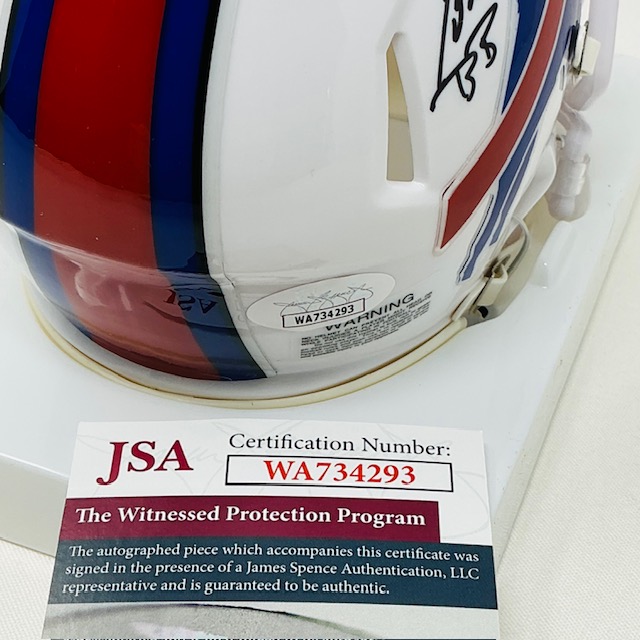 33
WA734293
WARNING
JSA
Certification Number:
WA734293
The Witnessed Protection Program
The autographed piece which accompanies this certificate was
signed in the presence of a James Spence Authentication, LLC
representative and is guaranteed to be authentic.